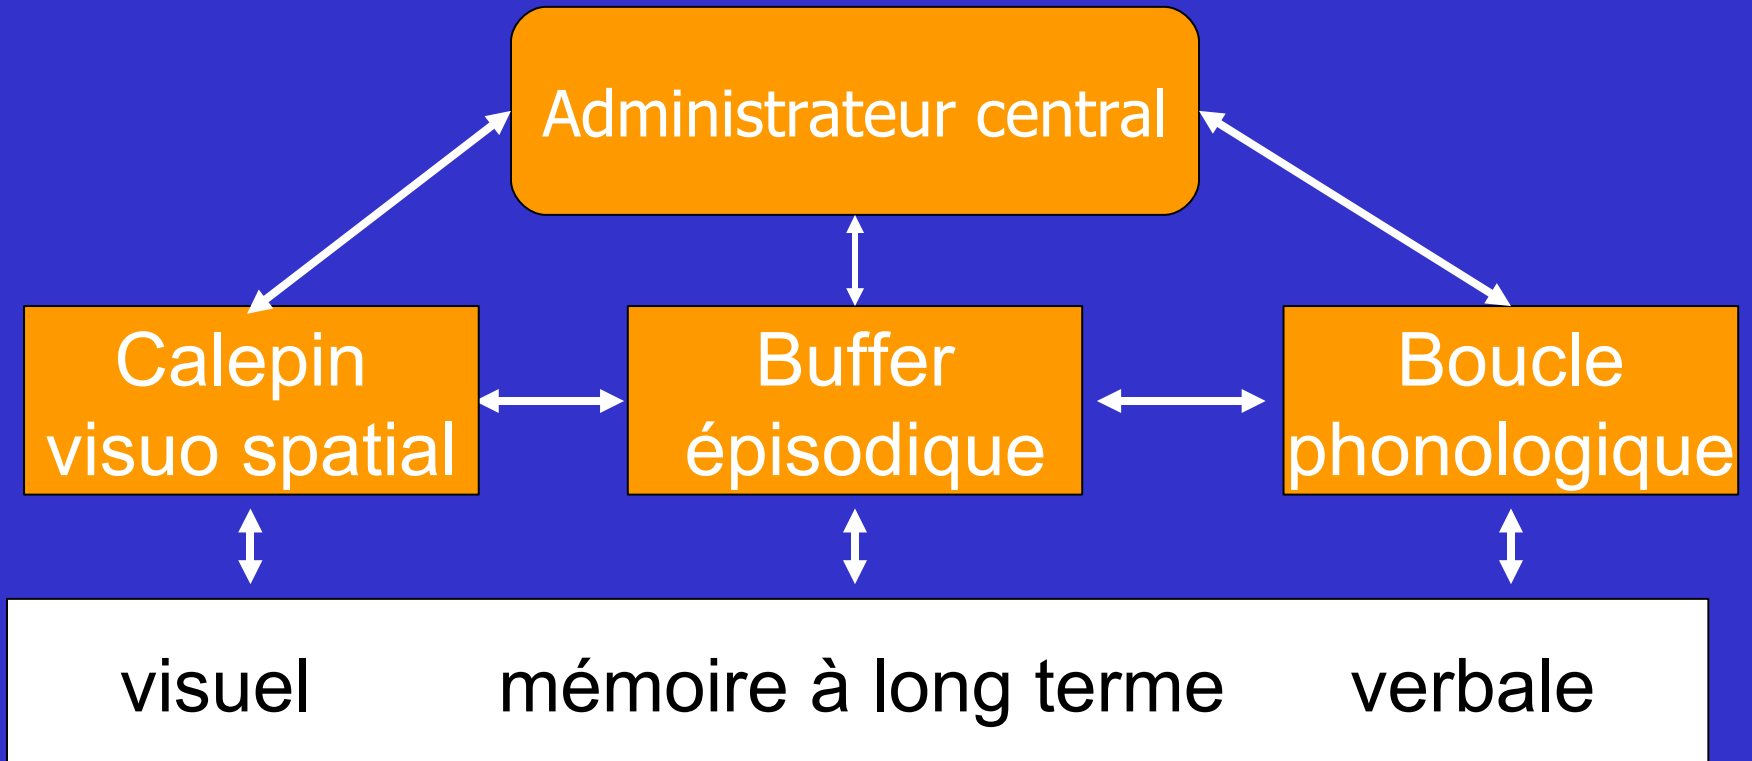 Administrateur central
Calepin
visuo spatial
Buffer
épisodique
Boucle
phonologique
visuel mémoire à long terme verbale